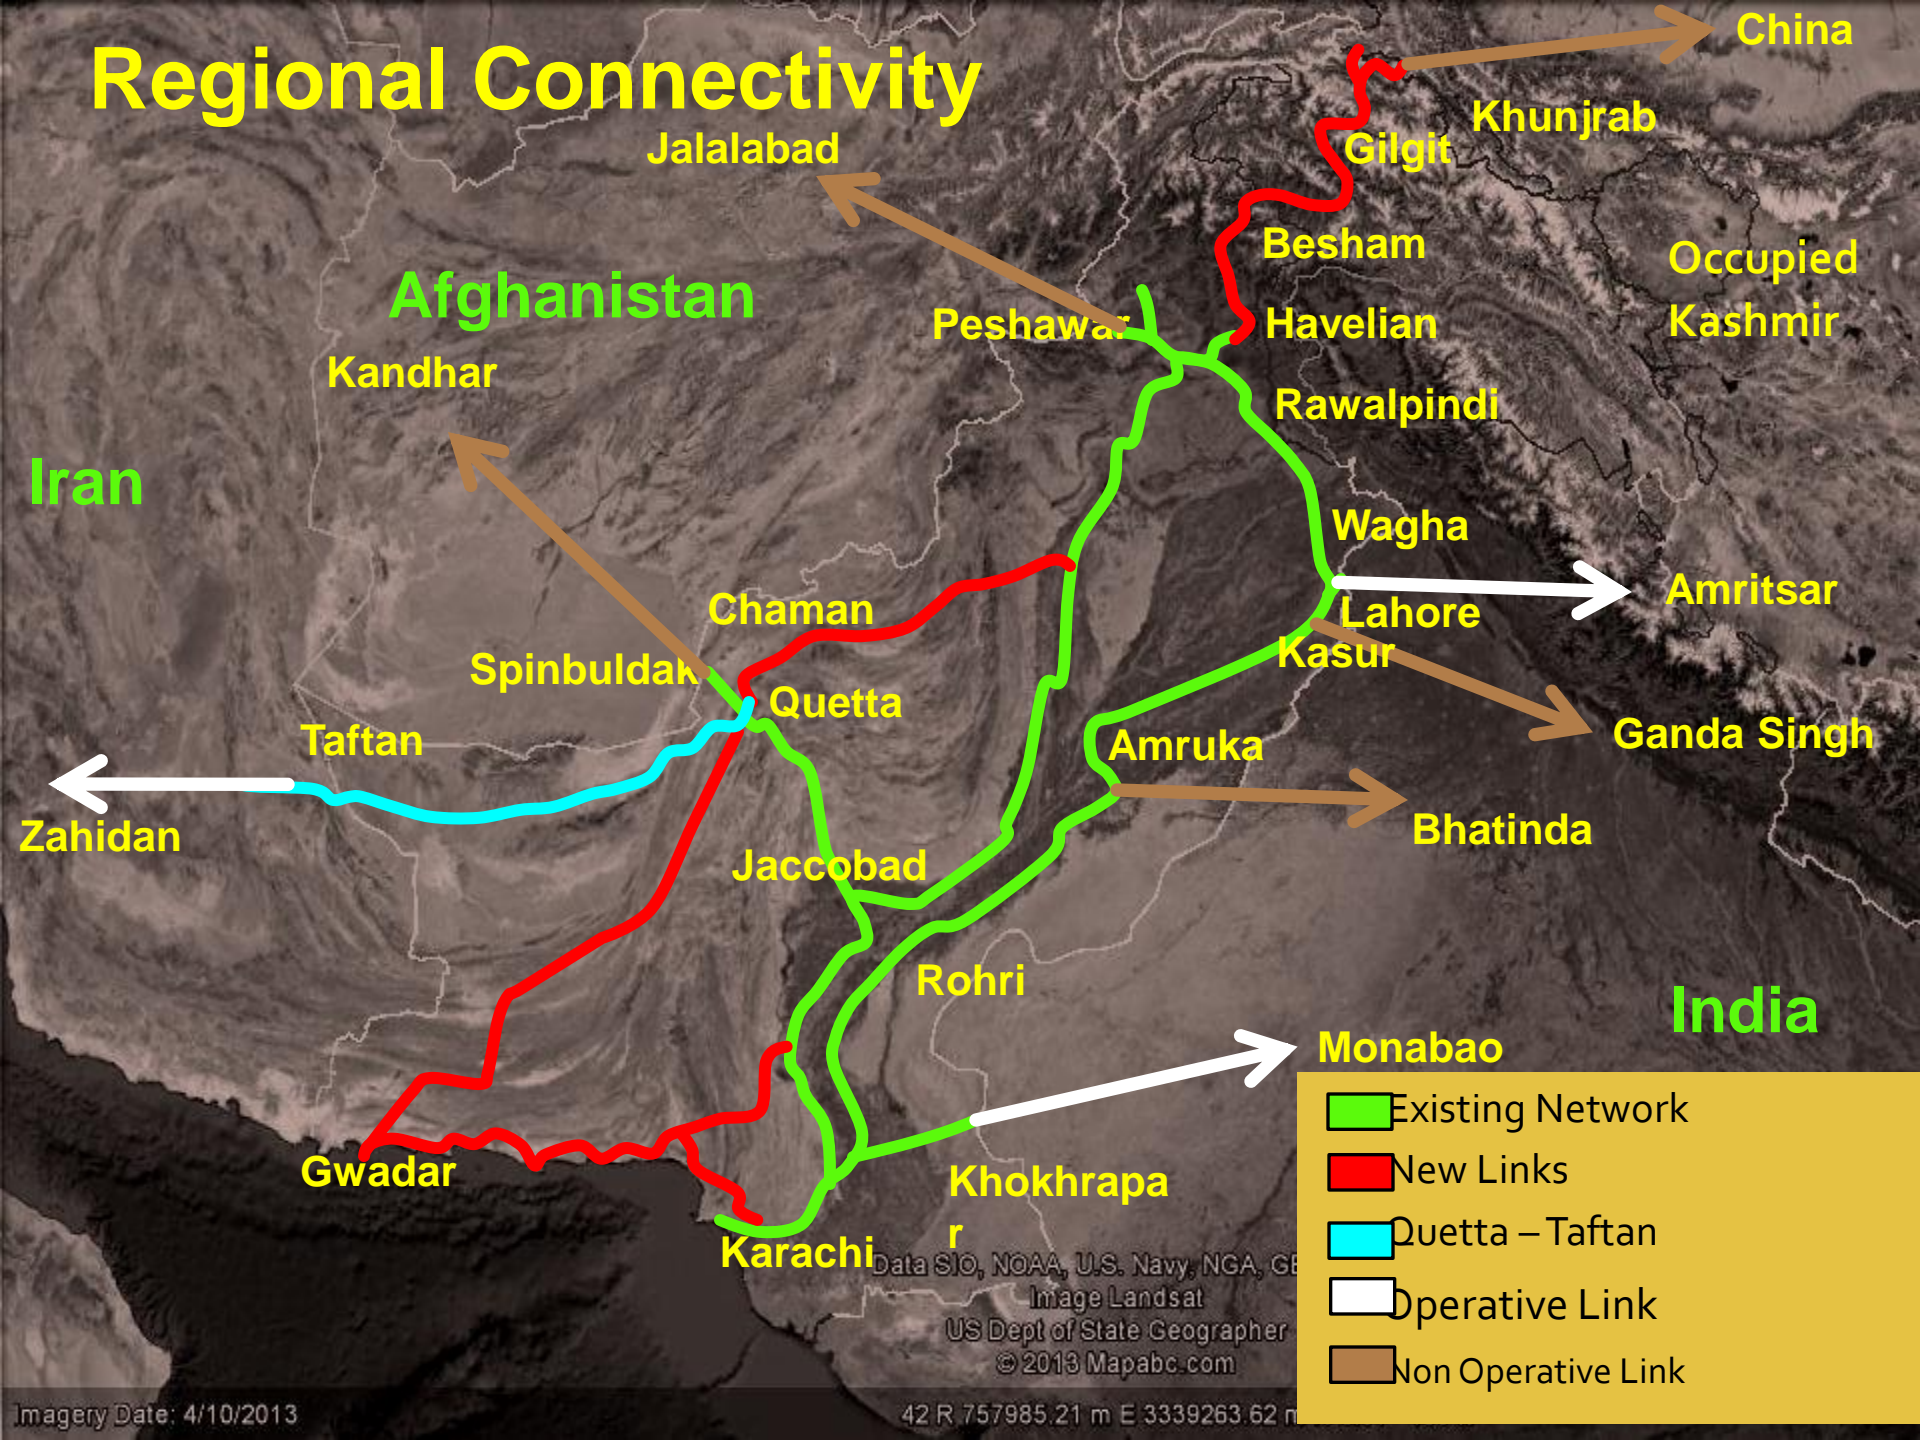 China
Regional Connectivity
Khunjrab
Jalalabad
Gilgit
Besham
Occupied
Kashmir
Afghanistan
Peshawar
Havelian
Kandhar
Rawalpindi
Iran
Wagha
Amritsar
Chaman
Lahore
Kasur
Spinbuldak
Quetta
Taftan
Ganda Singh
Amruka
Zahidan
Bhatinda
Jaccobad
Rohri
India
Monabao
Existing Network
New Links
Gwadar
Khokhrapa
r
Quetta – Taftan
Karachi
Data SIO, NOAA, U.S. Navy, NGA, GE
Image Landsat
Operative Link
US Dept of State Geographer
© 2013 Mapabc.com
Non Operative Link
Imagery Date: 4/10/2013
42 R 757985.21 m E 3339263.62 m